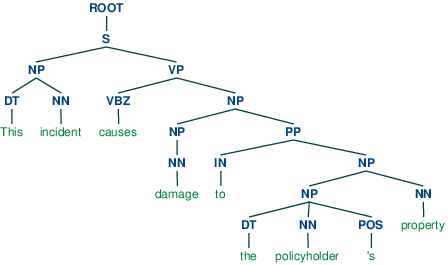 ROOT
S
NP VP
DT NN VBZ NP
This incident causes NP PP
NN IN NP
damage to NP NN
DT NN POS property
the policyholder 's